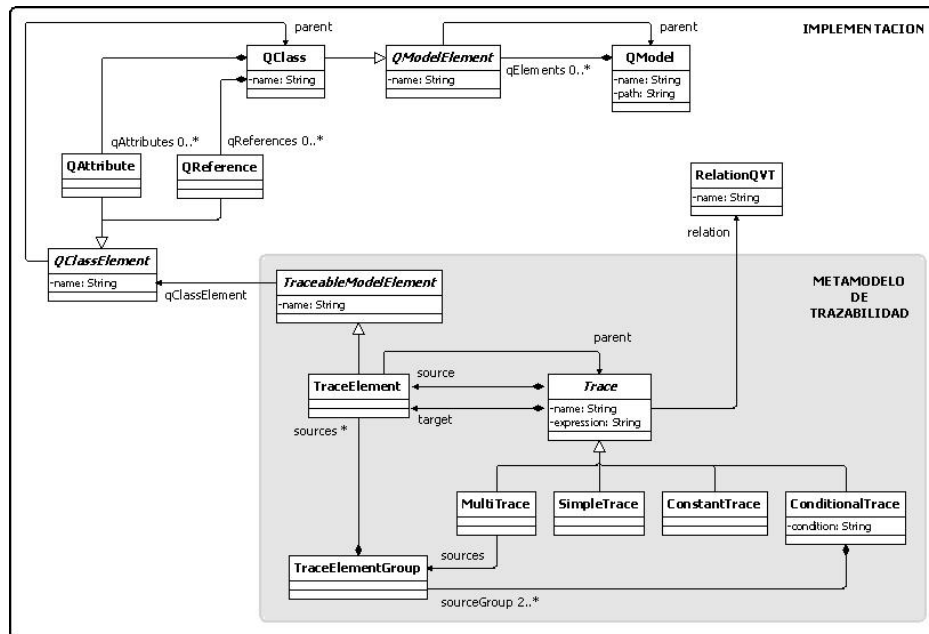 parent
parent
IMPLEMENTACION
QClass
-name: String
QModelElement
-name: String
qElements 0..*
QModel
-name: String
-path: String
qAttributes 0..*
qReferences 0..*
QAttribute
QReference
RelationQVT
-name: String
relation
QClassElement
-name: String
qClassElement
TraceableModelElement
-name: String
METAMODELO
DE
TRAZABILIDAD
parent
TraceElement
source
target
Trace
-name: String
-expression: String
sources *
MultiTrace
SimpleTrace
ConstantTrace
ConditionalTrace
-condition: String
sources
TraceElementGroup
sourceGroup 2..*